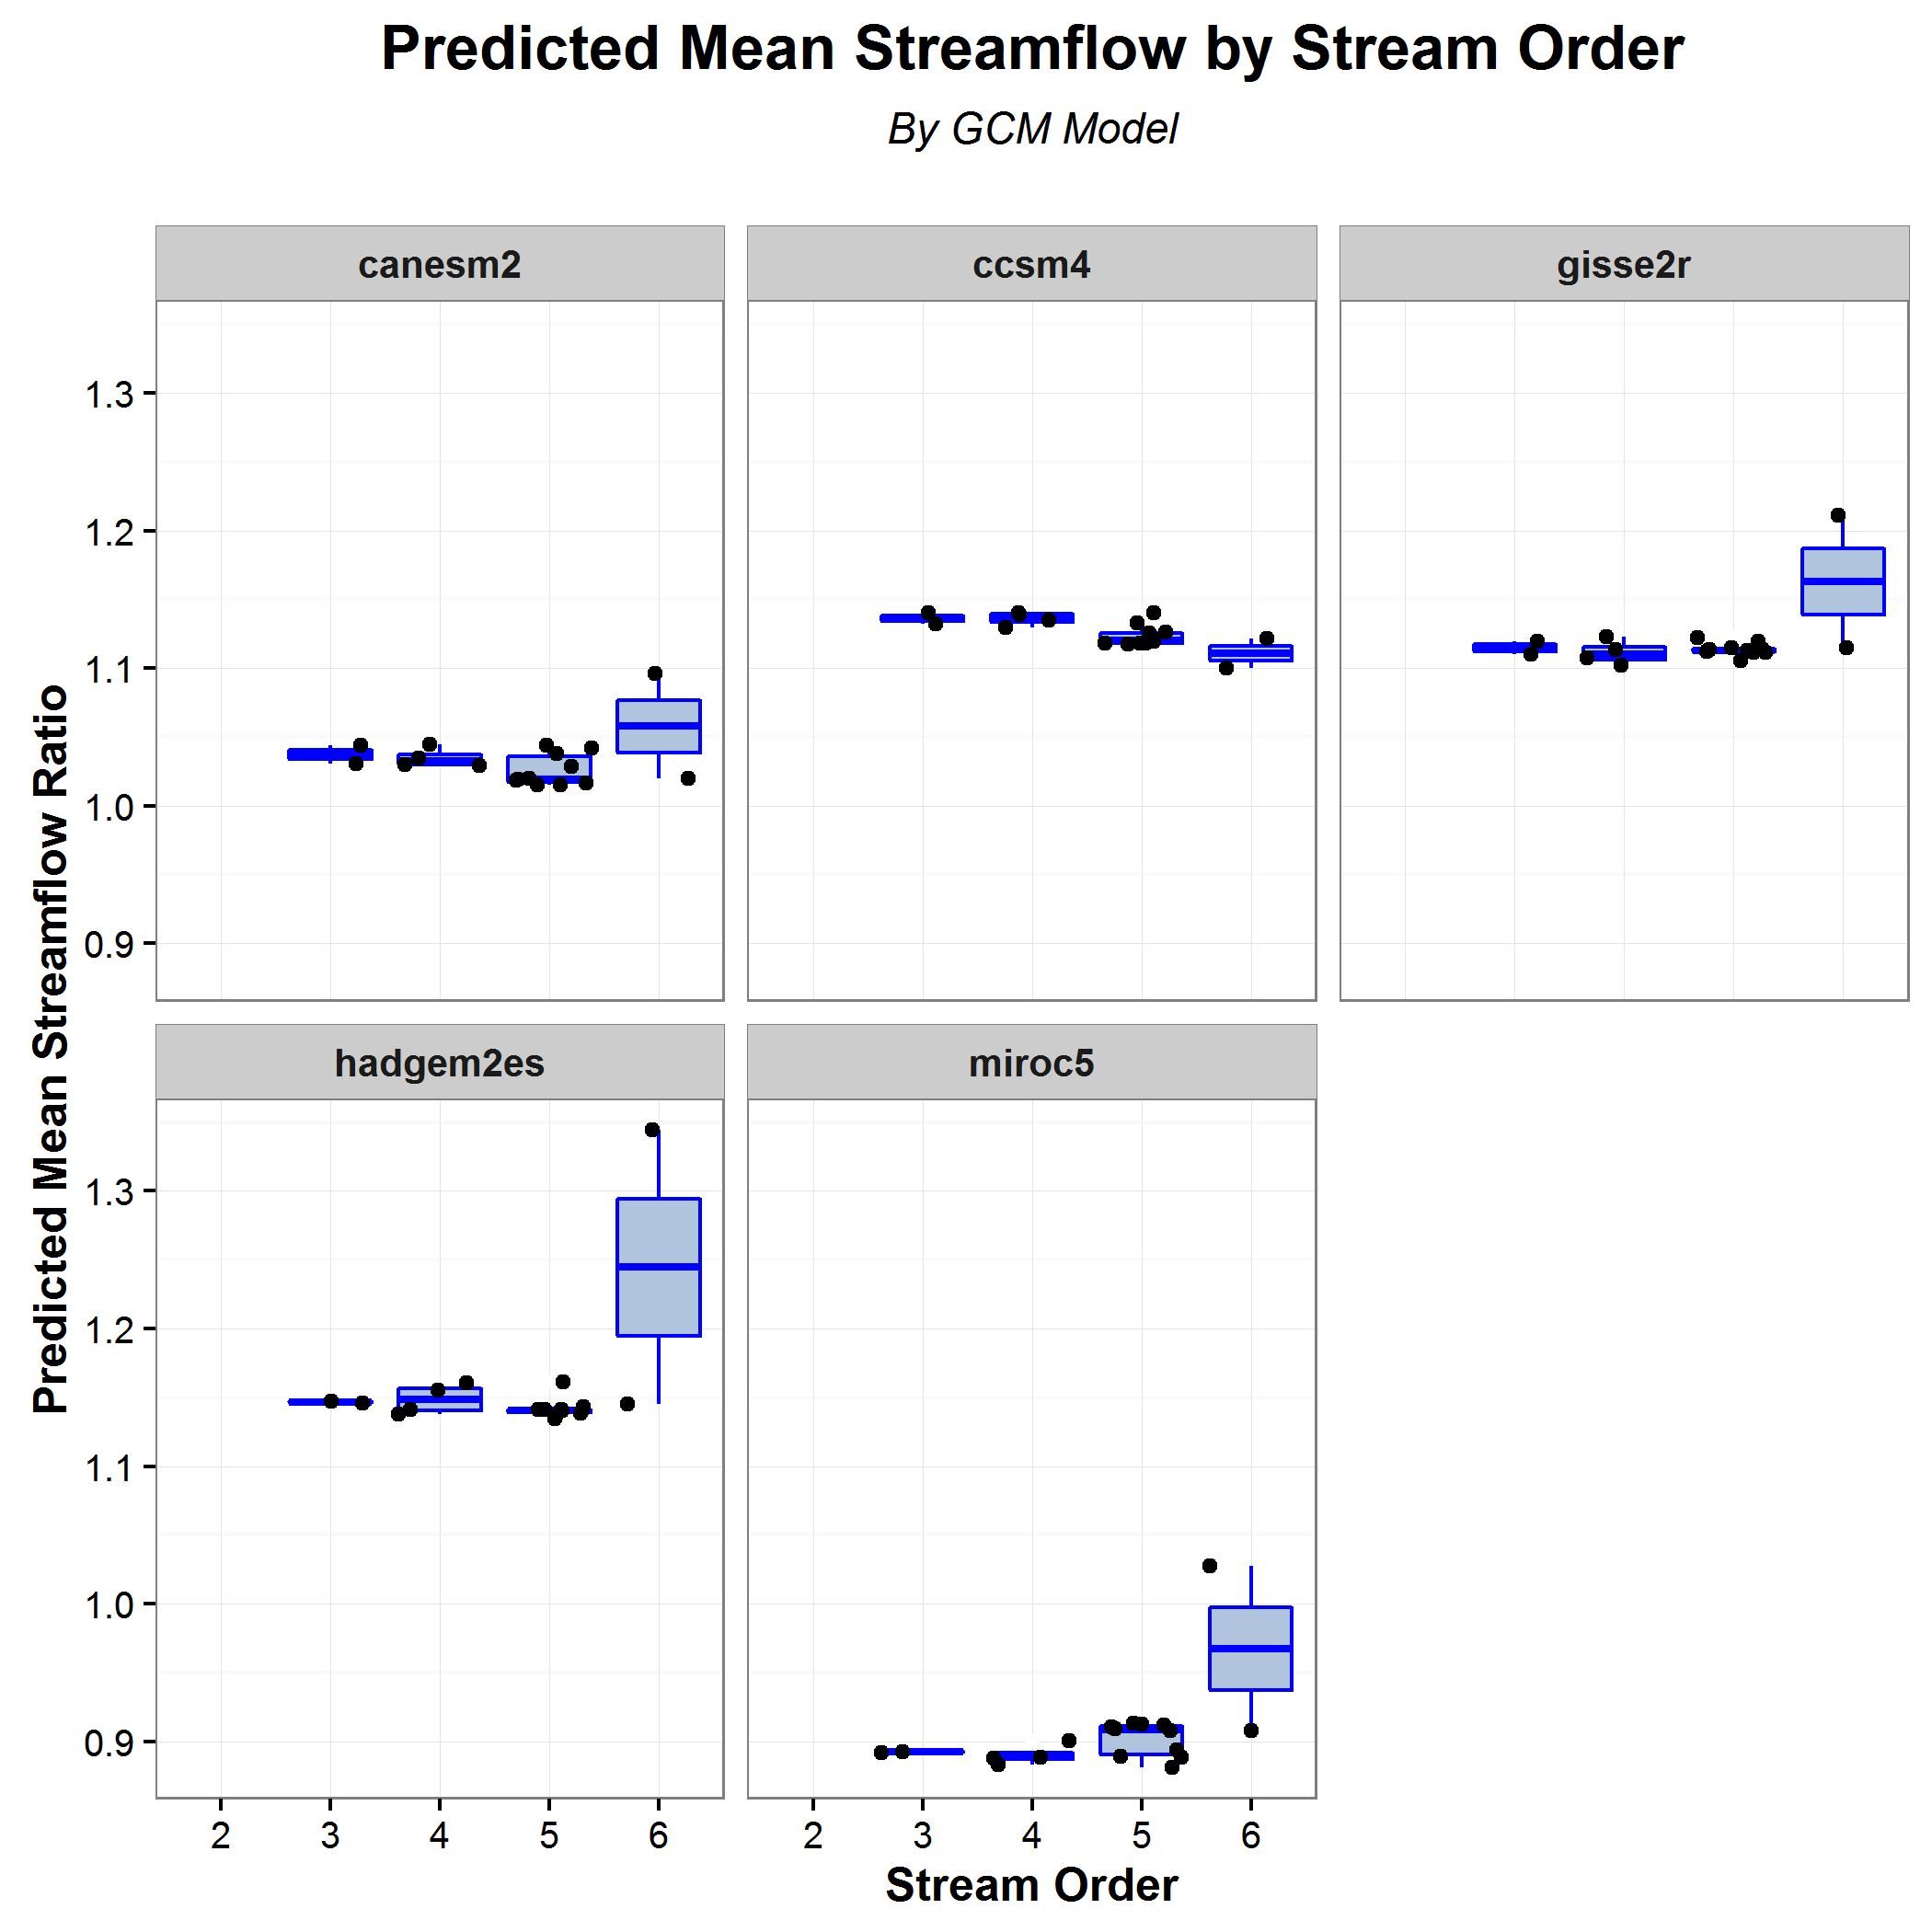 Predicted Mean Streamflow by Stream Order
By GCM Model
canesm2
ccsm4
gisse2r
1.3
1.2
1.1
1.0
0.9
Predicted Mean Streamflow Ratio
hadgem2es
miroc5
1.3
1.2
1.1
1.0
0.9
2 3 4 5 6
2 3 4 5 6
Stream Order